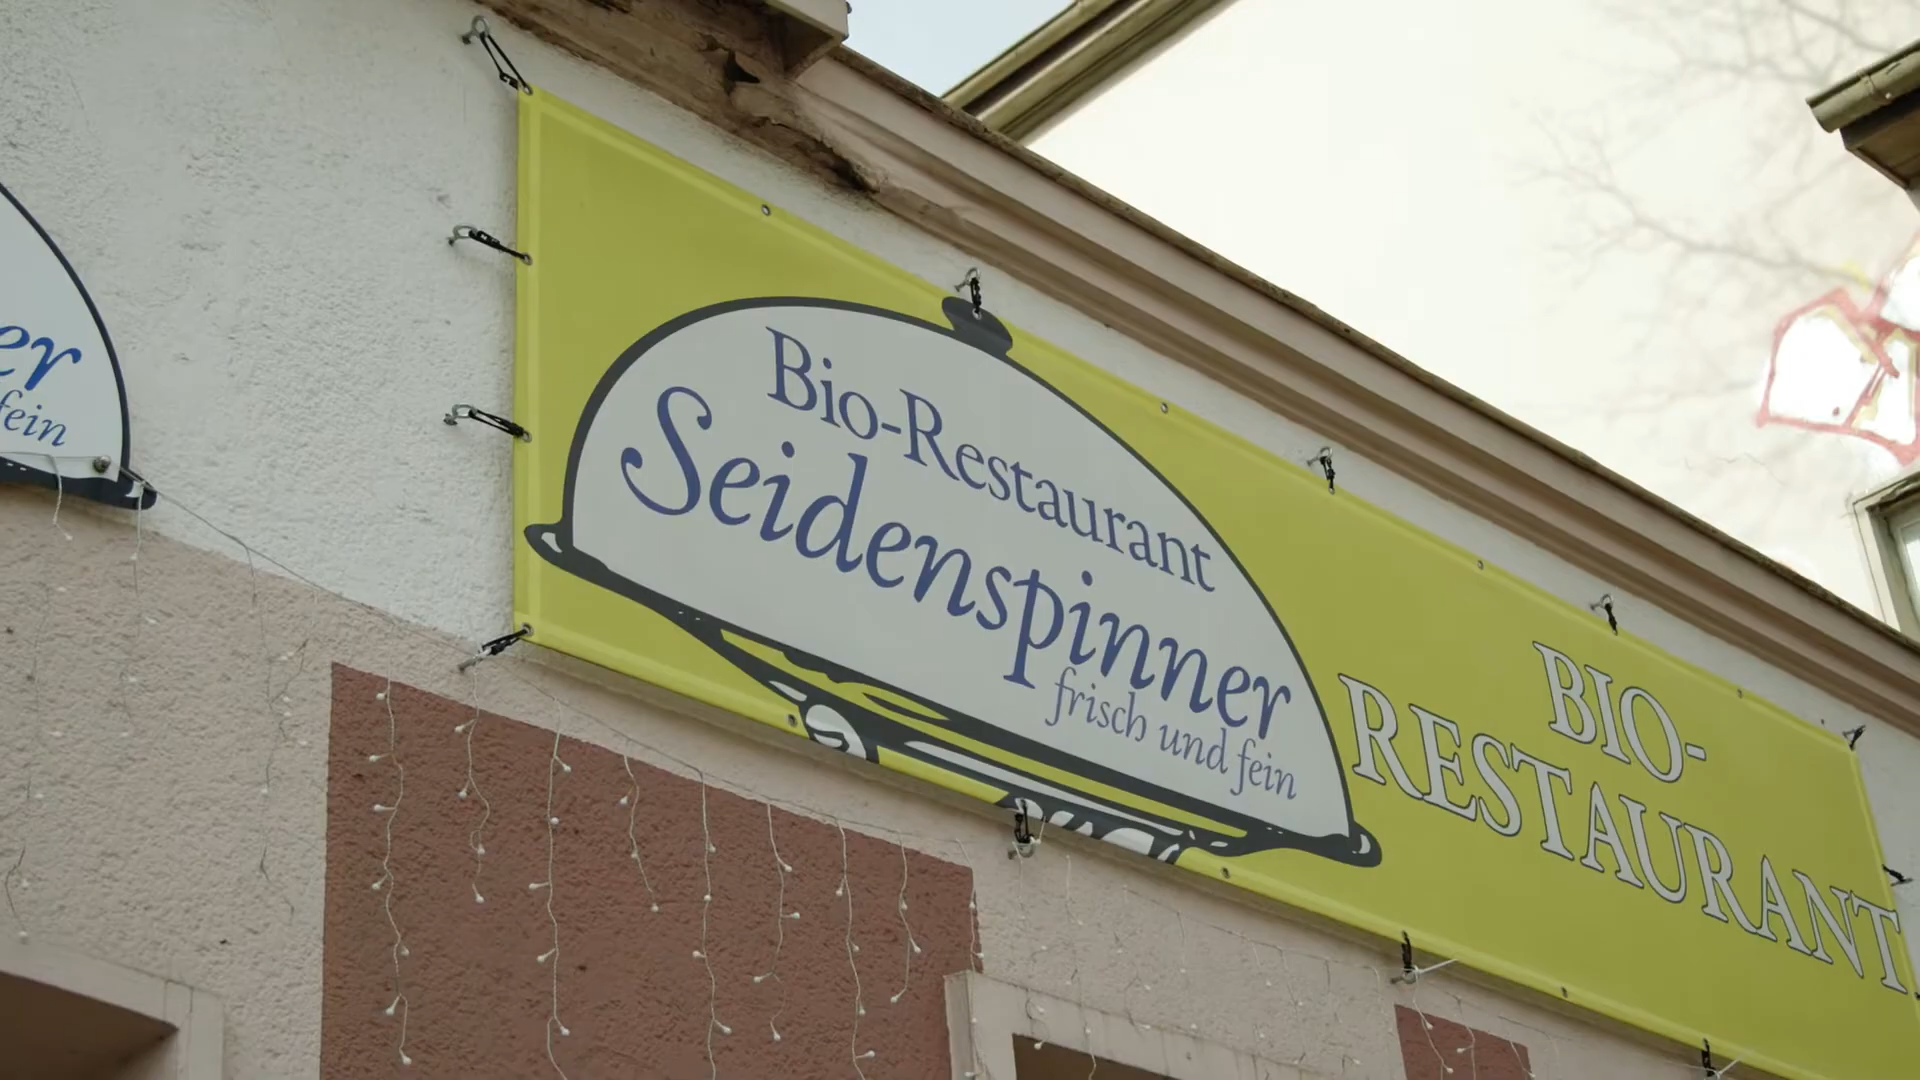 er
fein
Bio-Restaurant
Seidenspinner
frisch und fein
BIO-
RESTAURANT